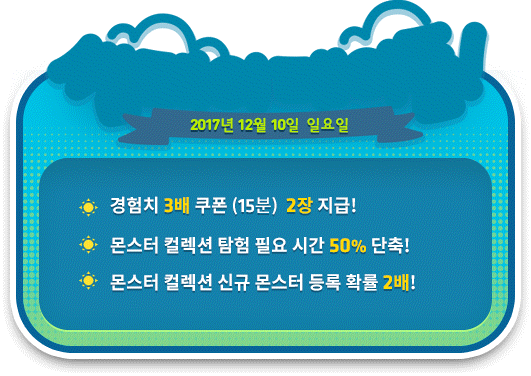 2017년 12월 10일 일요일
경험치 3배 쿠폰 (15분) 2장 지급!
몬스터 컬렉션 탐험 필요 시간 50% 단축!
몬스터 컬렉션 신규 몬스터 등록 확률 2배!